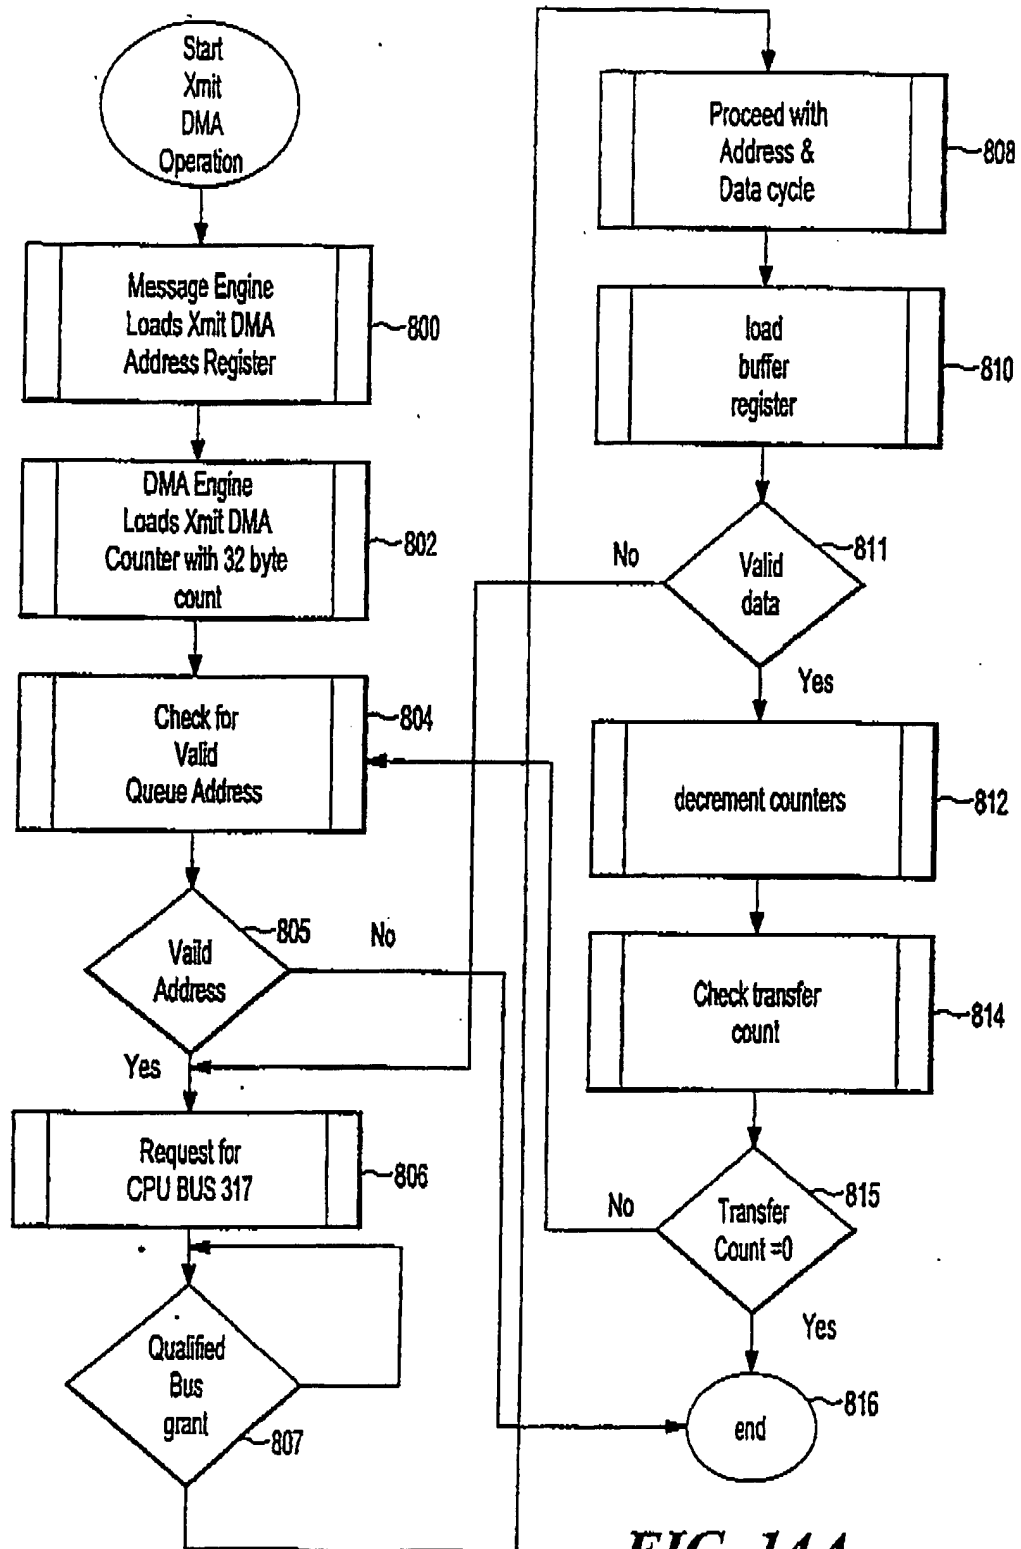 Start
Xmit
DMA
Operation
Message Engine
Loads Xmit DMA
Address Register
800
DMA Engine
Loads Xmit DMA
Counter with 32 byte
count
802
Check for
Valid
Queue Address
804
Vaild
Address
805
No
Yes
Request for
CPU BUS 317
806
Qualified
Bus
grant
807
Proceed with
Address &
Data cycle
808
load
buffer
register
810
Valid
data
811
No
Yes
decrement counters
812
Check transfer
count
814
Transfer
Count =0
815
No
Yes
end
816
FIG. 14A